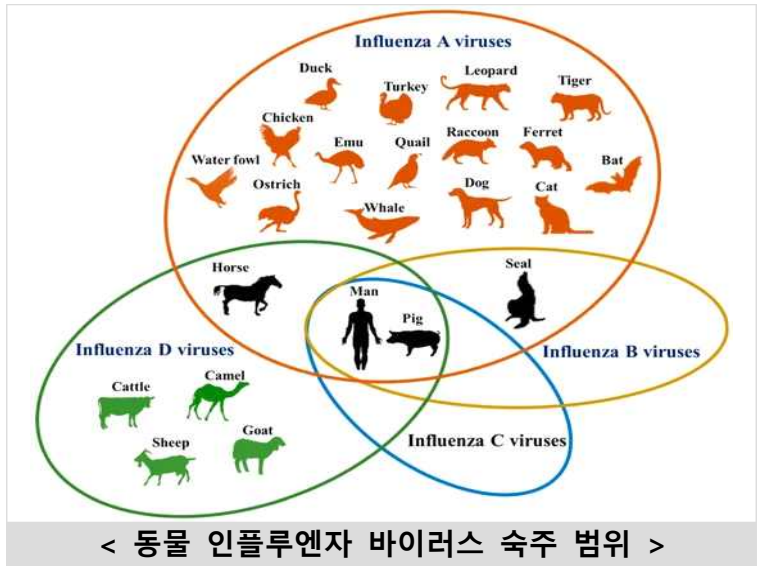 Influenza A viruses
Duck
Turkey
Leopard
Tiger
Chicken
Emu
Quail
Raccoon
Ferret
Water fowl
Bat
Ostrich
Whale
Dog
Cat
Horse
Man
Pig
Seal
Influenza D viruses
Influenza B viruses
Cattle
Camel
Sheep
Goat
Influenza C viruses
< 동물 인플루엔자 바이러스 숙주 범위 >